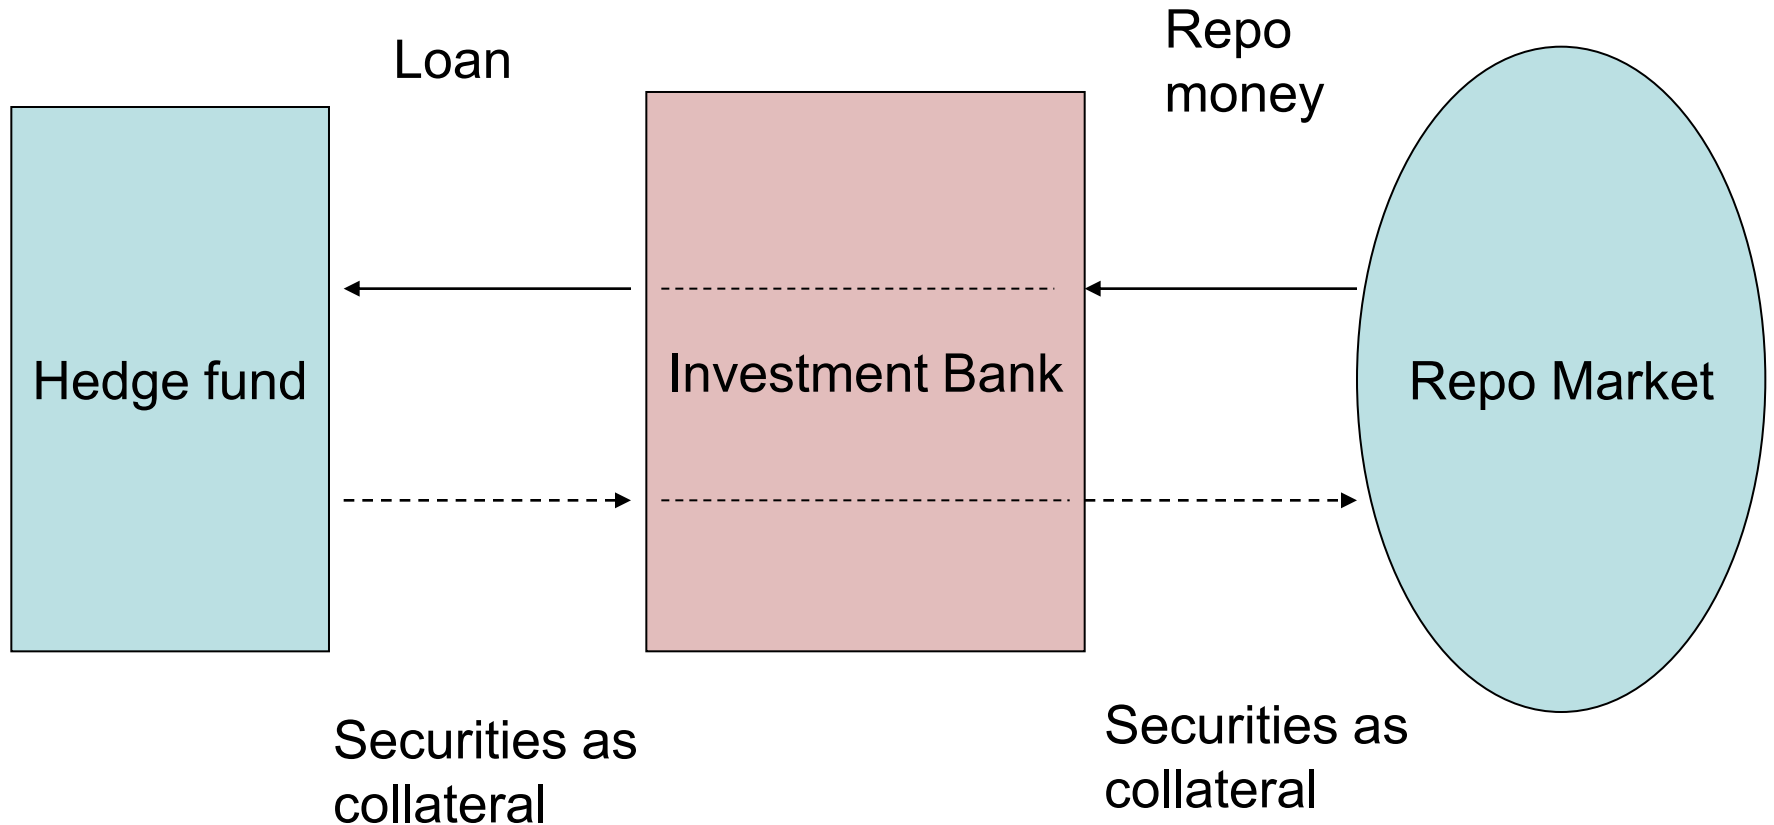 Loan
Repo
money
Hedge fund
Investment Bank
Repo Market
Securities as
collateral
Securities as
collateral